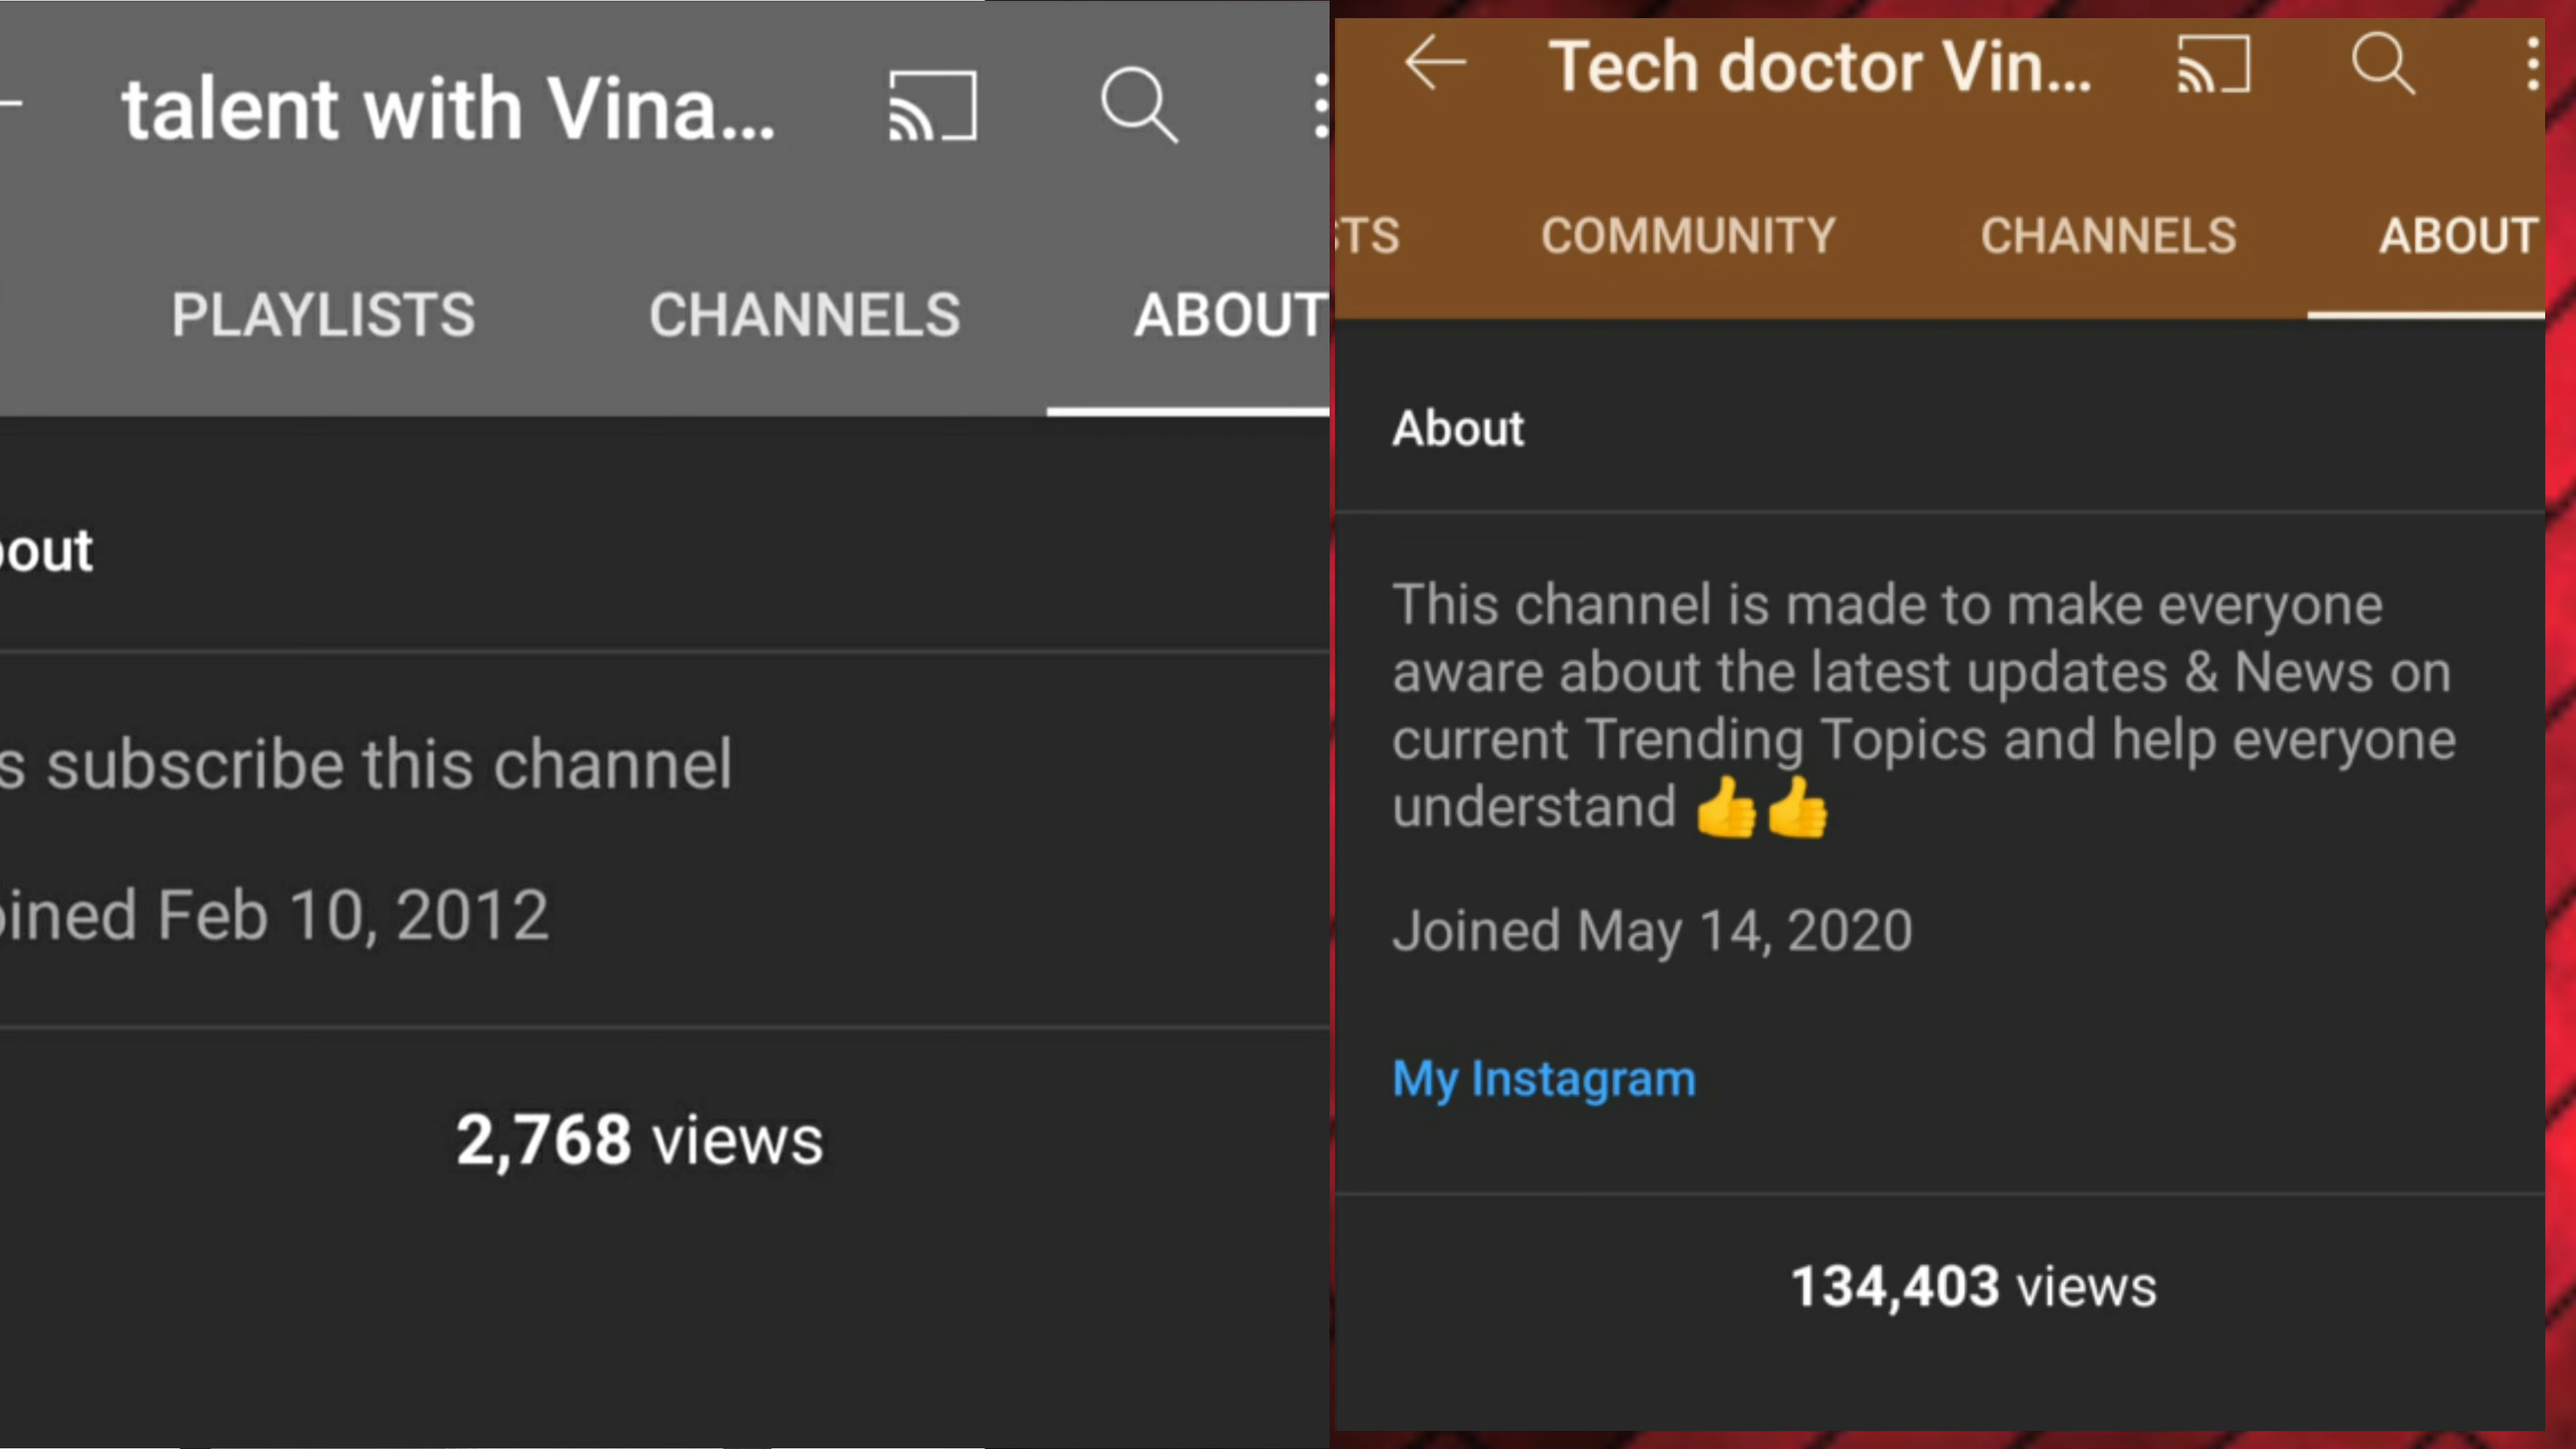 talent with Vina...
PLAYLISTS CHANNELS ABOUT
out
s subscribe this channel
ined Feb 10, 2012
2,768 views
Tech doctor Vin...
TS COMMUNITY CHANNELS ABOUT
About
This channel is made to make everyone
aware about the latest updates & News on
current Trending Topics and help everyone
understand 👍👍
Joined May 14, 2020
My Instagram
134,403 views